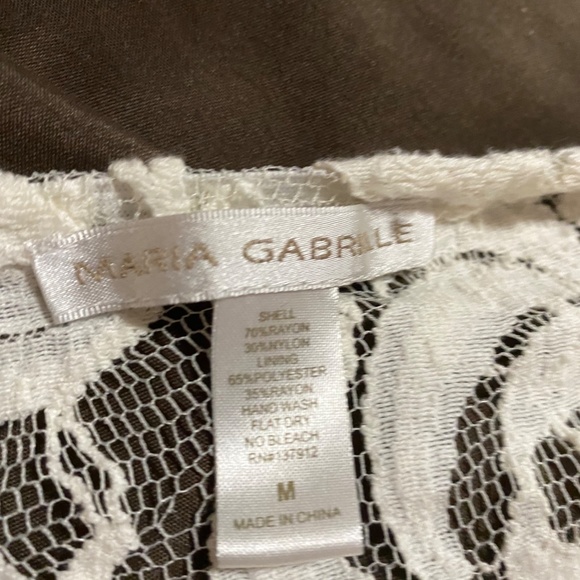 MARIA GABRIELLE
SHELL
70%RAYON
30%NYLON
LINING
65%POLYESTER
35%RAYON
HAND WASH
FLAT DRY
NO BLEACH
RN#137912
M
MADE IN CHINA